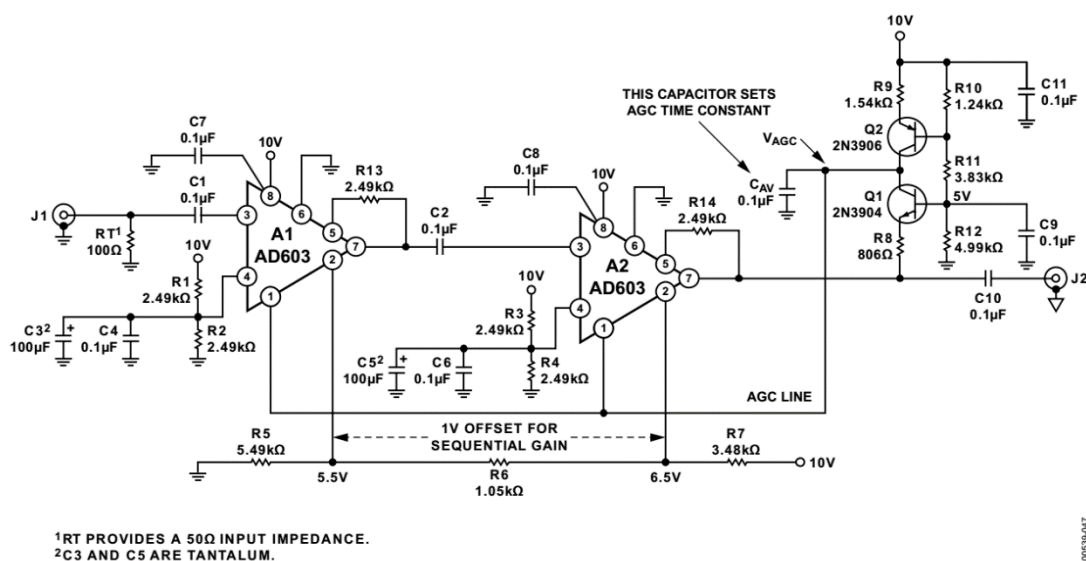 10V
R9
1.54kΩ
R10
1.24kΩ
C11
0.1µF
THIS CAPACITOR SETS
AGC TIME CONSTANT
VAGC
Q2
2N3906
R11
3.83kΩ
CAV
0.1µF
Q1
2N3904
5V
R8
806Ω
R12
4.99kΩ
C9
0.1µF
C10
0.1µF
J2
C7
0.1µF
10V
8
6
R13
2.49kΩ
C1
0.1µF
J1
RT¹
100Ω
3
A1
AD603
5
7
2
4
1
10V
R1
2.49kΩ
C3²
100µF
+
C4
0.1µF
R2
2.49kΩ
C2
0.1µF
C8
0.1µF
10V
8
6
R14
2.49kΩ
3
A2
AD603
5
7
2
4
1
10V
R3
2.49kΩ
C5²
100µF
+
C6
0.1µF
R4
2.49kΩ
AGC LINE
1V OFFSET FOR
SEQUENTIAL GAIN
R5
5.49kΩ
5.5V
R6
1.05kΩ
6.5V
R7
3.48kΩ
10V
¹RT PROVIDES A 50Ω INPUT IMPEDANCE.
²C3 AND C5 ARE TANTALUM.
00539-047